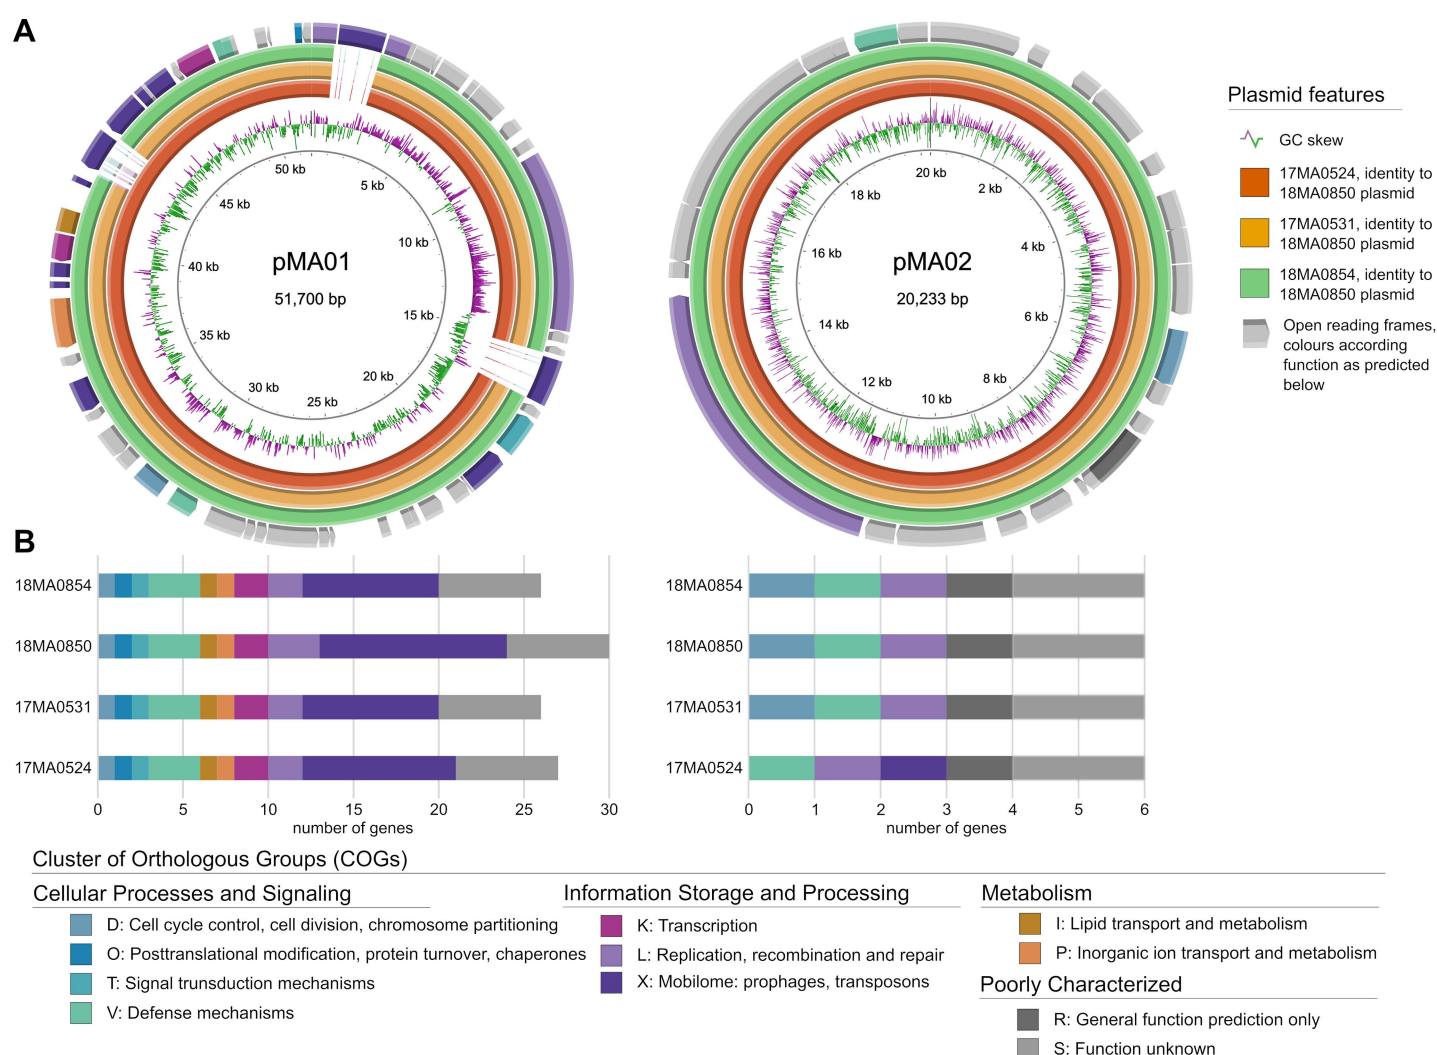 A
50 kb
5 kb
45 kb
10 kb
40 kb
pMA01
51,700 bp
15 kb
35 kb
20 kb
30 kb
25 kb
20 kb
2 kb
18 kb
4 kb
16 kb
pMA02
20,233 bp
6 kb
14 kb
8 kb
12 kb
10 kb
Plasmid features
GC skew
17MA0524, identity to
18MA0850 plasmid
17MA0531, identity to
18MA0850 plasmid
18MA0854, identity to
18MA0850 plasmid
Open reading frames,
colours according
function as predicted
below
B
18MA0854
18MA0850
17MA0531
17MA0524
0 5 10 15 20 25 30
number of genes
18MA0854
18MA0850
17MA0531
17MA0524
0 1 2 3 4 5 6
number of genes
Cluster of Orthologous Groups (COGs)
Cellular Processes and Signaling
D: Cell cycle control, cell division, chromosome partitioning
O: Posttranslational modification, protein turnover, chaperones
T: Signal transduction mechanisms
V: Defense mechanisms
Information Storage and Processing
K: Transcription
L: Replication, recombination and repair
X: Mobilome: prophages, transposons
Metabolism
I: Lipid transport and metabolism
P: Inorganic ion transport and metabolism
Poorly Characterized
R: General function prediction only
S: Function unknown